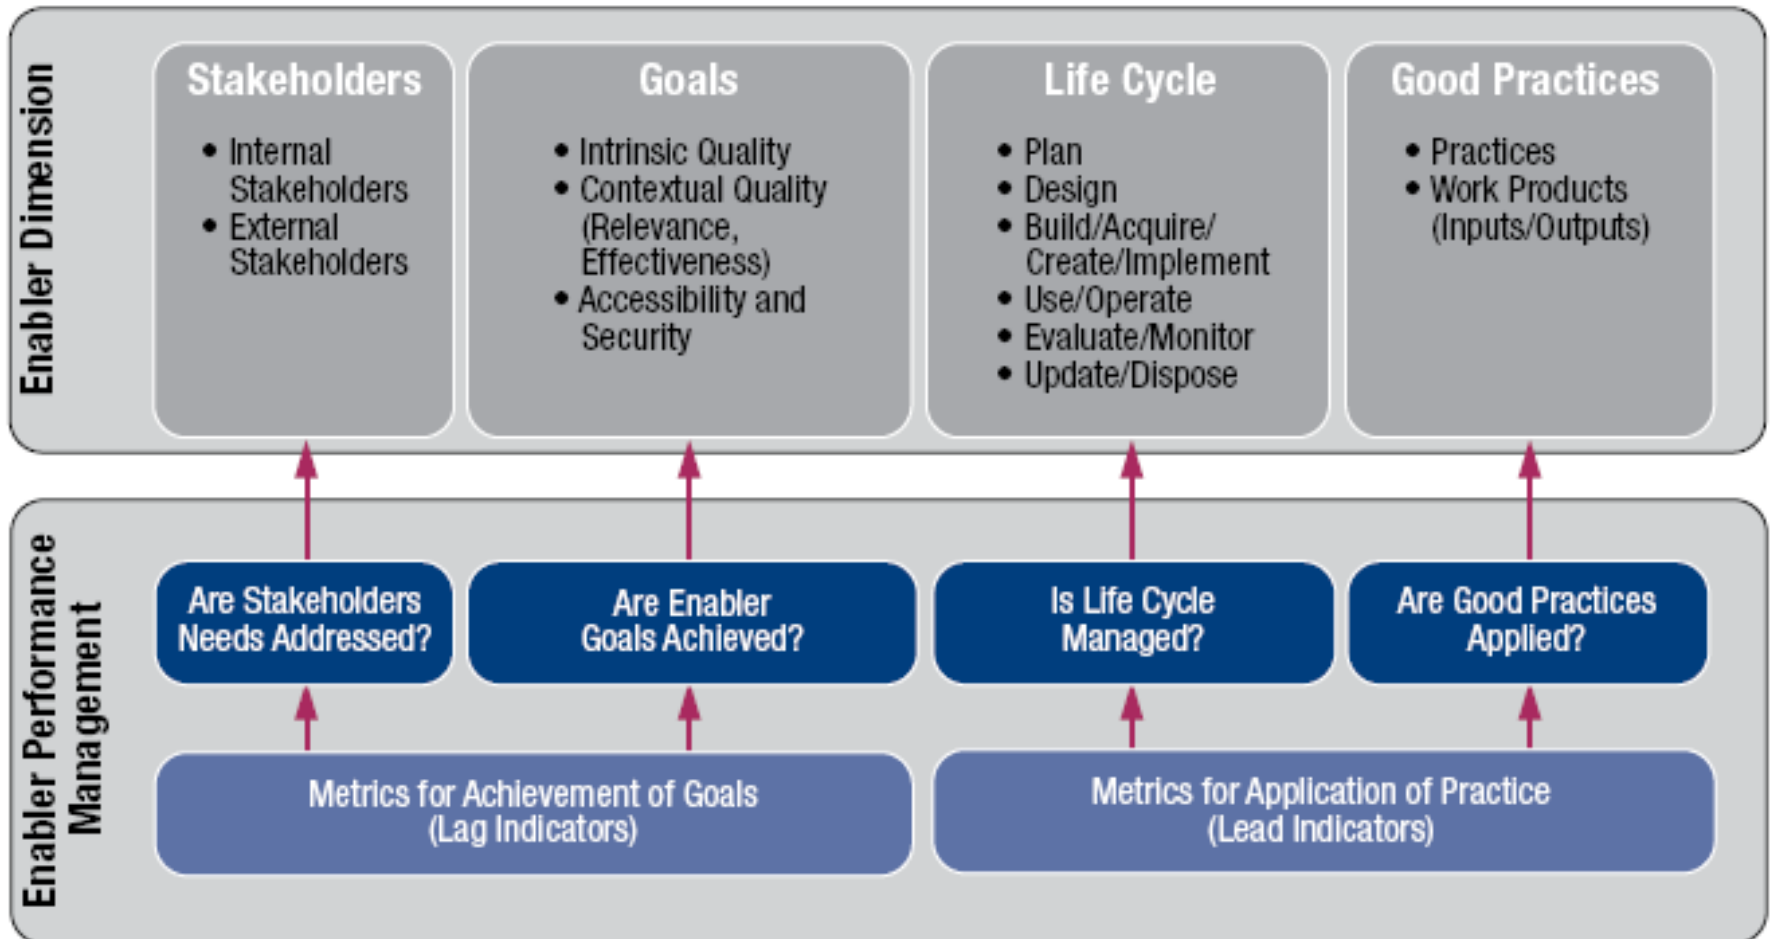 Enabler Dimension
Stakeholders
• Internal
Stakeholders
• External
Stakeholders
Goals
• Intrinsic Quality
• Contextual Quality
(Relevance,
Effectiveness)
• Accessibility and
Security
Life Cycle
• Plan
• Design
• Build/Acquire/
Create/Implement
• Use/Operate
• Evaluate/Monitor
• Update/Dispose
Good Practices
• Practices
• Work Products
(Inputs/Outputs)
Enabler Performance
Management
Are Stakeholders
Needs Addressed?
Are Enabler
Goals Achieved?
Is Life Cycle
Managed?
Are Good Practices
Applied?
Metrics for Achievement of Goals
(Lag Indicators)
Metrics for Application of Practice
(Lead Indicators)